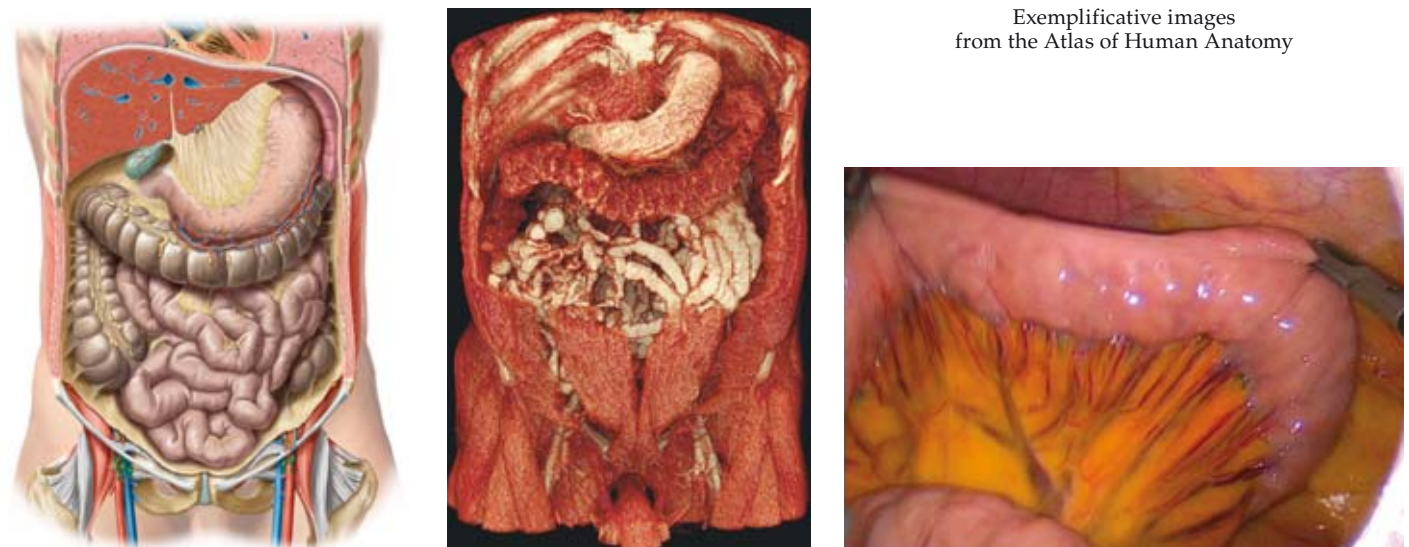 Exemplificative images
from the Atlas of Human Anatomy